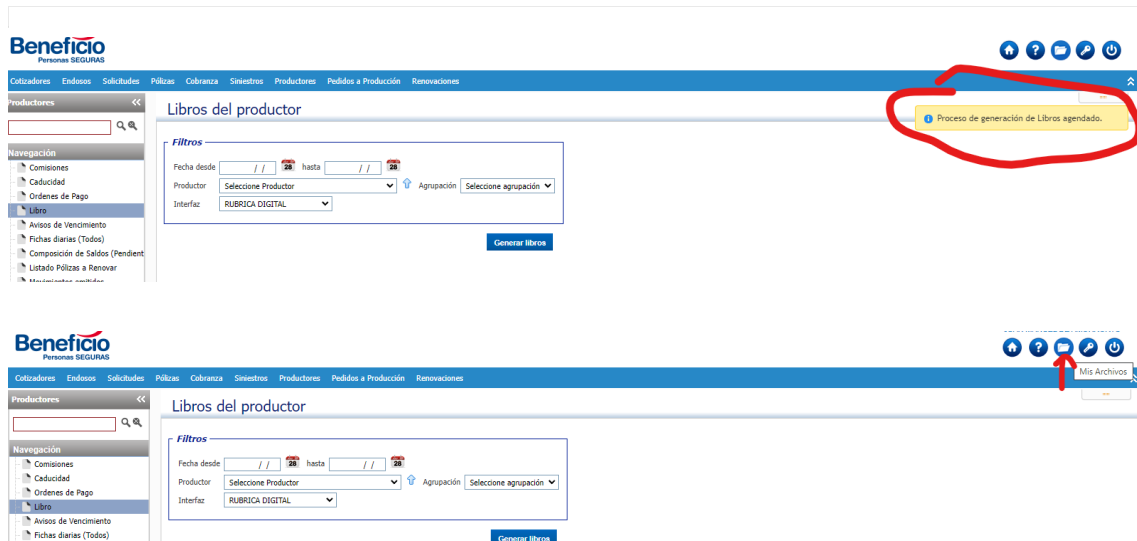 Beneficio
Personas SEGURAS
Cotizadores Endosos Solicitudes Pólizas Cobranza Siniestros Productores Pedidos a Producción Renovaciones
Productores
Libros del productor
Proceso de generación de Libros agendado.
Filtros
Navegación
Fecha desde / / 28 hasta / / 28
Productor Seleccione Productor Agrupación Seleccione agrupación
Interfaz RUBRICA DIGITAL
Generar libros
Comisiones
Caducidad
Ordenes de Pago
Libro
Avisos de Vencimiento
Fichas diarias (Todos)
Composición de Saldos (Pendient
Listado Pólizas a Renovar
Movimientos emitidos
Beneficio
Personas SEGURAS
Mis Archivos
Cotizadores Endosos Solicitudes Pólizas Cobranza Siniestros Productores Pedidos a Producción Renovaciones
Productores
Libros del productor
Filtros
Navegación
Fecha desde / / 28 hasta / / 28
Productor Seleccione Productor Agrupación Seleccione agrupación
Interfaz RUBRICA DIGITAL
Generar libros
Comisiones
Caducidad
Ordenes de Pago
Libro
Avisos de Vencimiento
Fichas diarias (Todos)